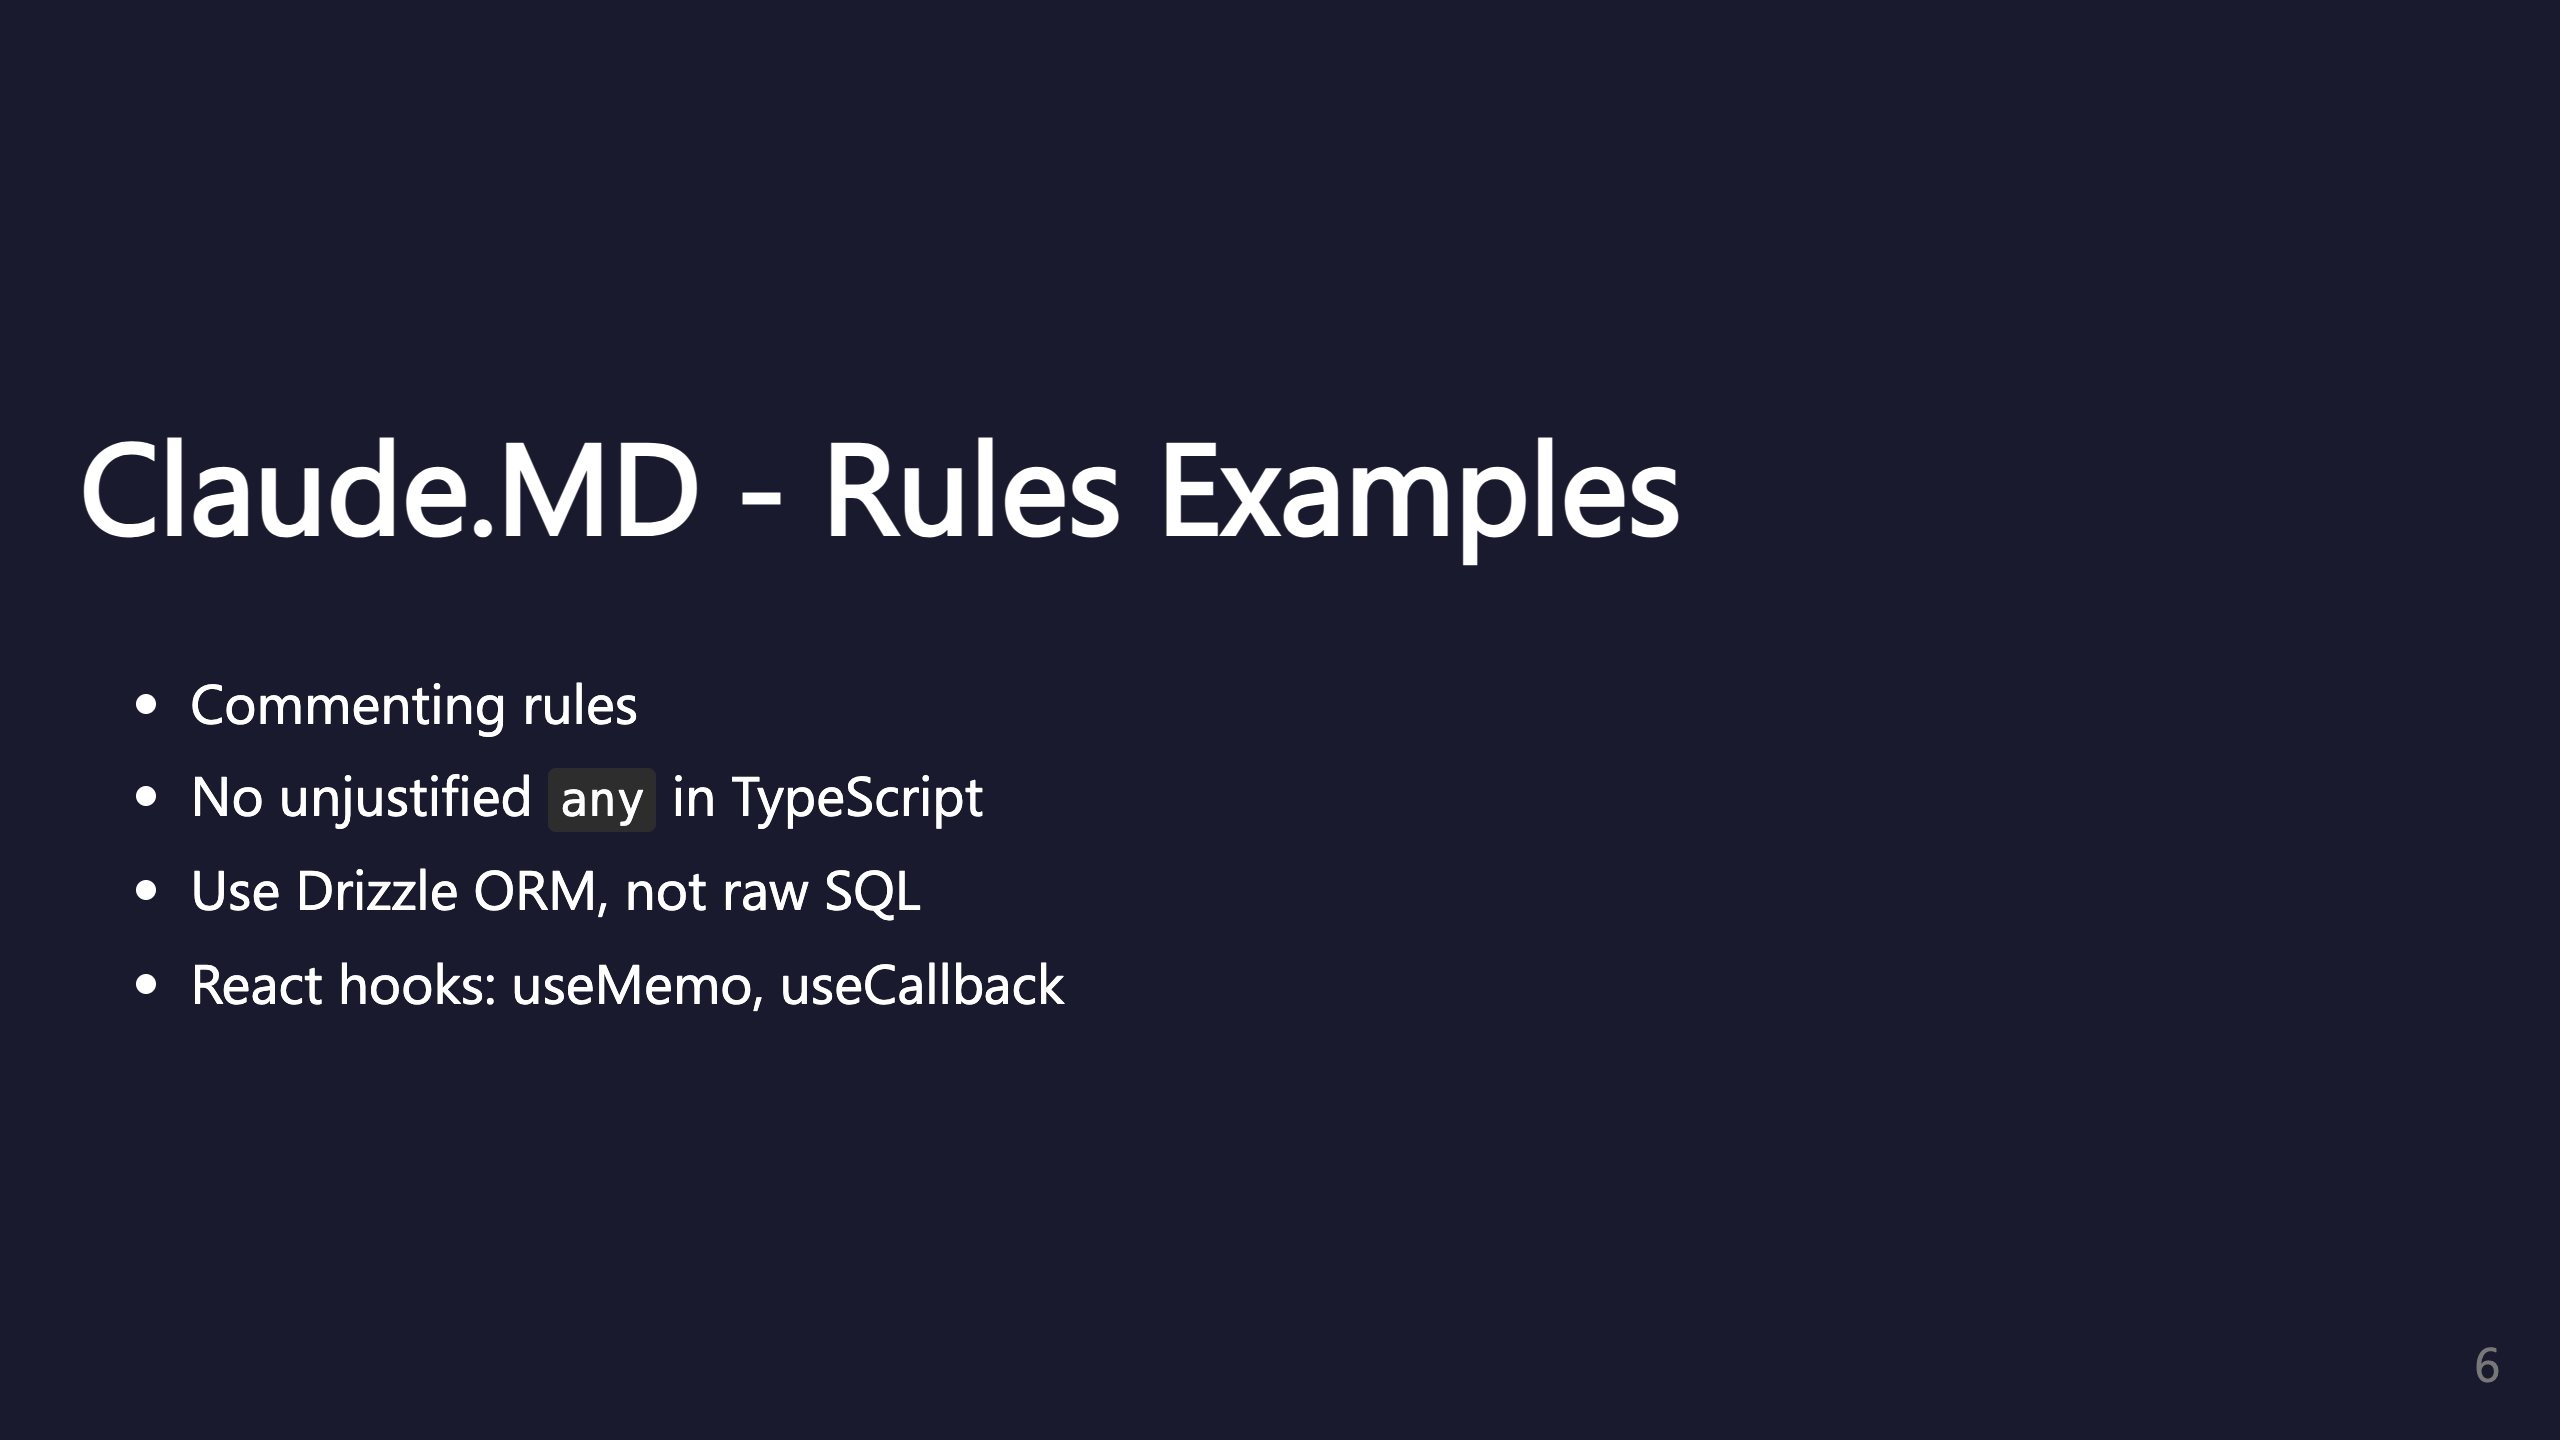 Claude.MD - Rules Examples
• Commenting rules
• No unjustified any in TypeScript
• Use Drizzle ORM, not raw SQL
• React hooks: useMemo, useCallback
6